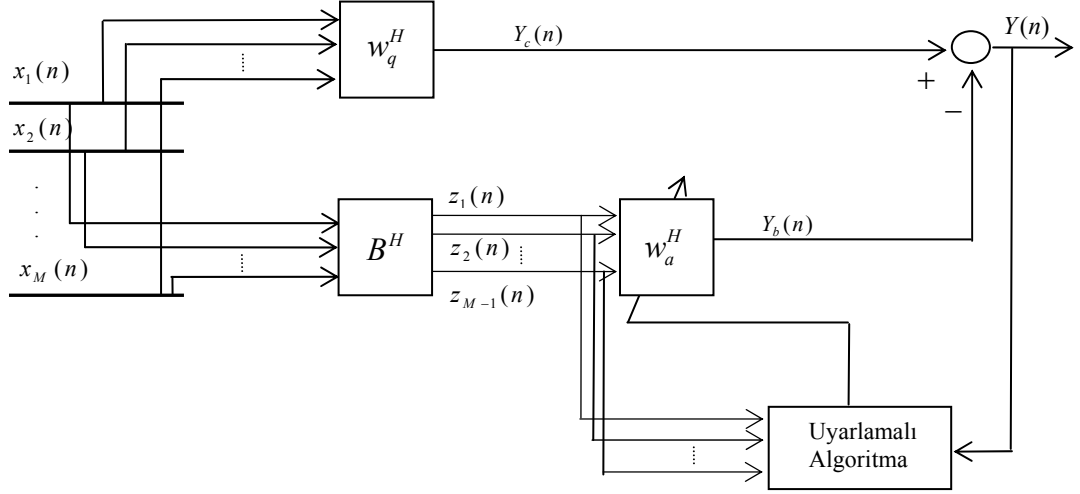 x_1(n)
x_2(n)
.
.
.
x_M(n)
w_q^H
Y_c(n)
+
−
Y(n)
B^H
z_1(n)
z_2(n)
z_{M−1}(n)
w_a^H
Y_b(n)
Uyarlamalı
Algoritma